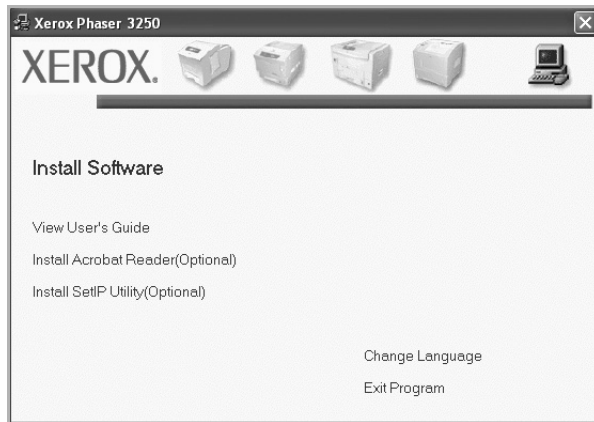 Xerox Phaser 3250
XEROX.
Install Software
View User's Guide
Install Acrobat Reader(Optional)
Install SetIP Utility(Optional)
Change Language
Exit Program